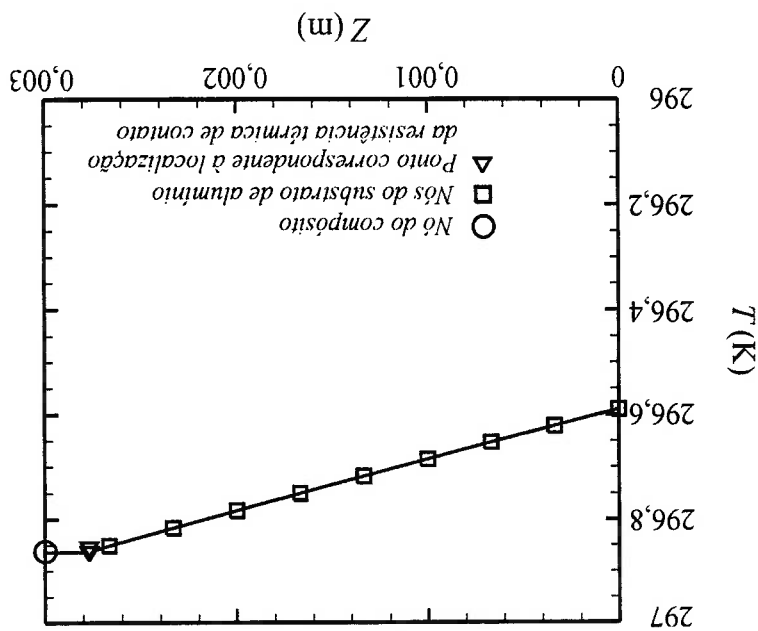 T (K)
297
296,8
296,6
296,4
296,2
296
0
0,001
0,002
0,003
Z (m)
Nó do compósito
Nós do substrato de alumínio
Ponto correspondente à localização
da resistência térmica de contato